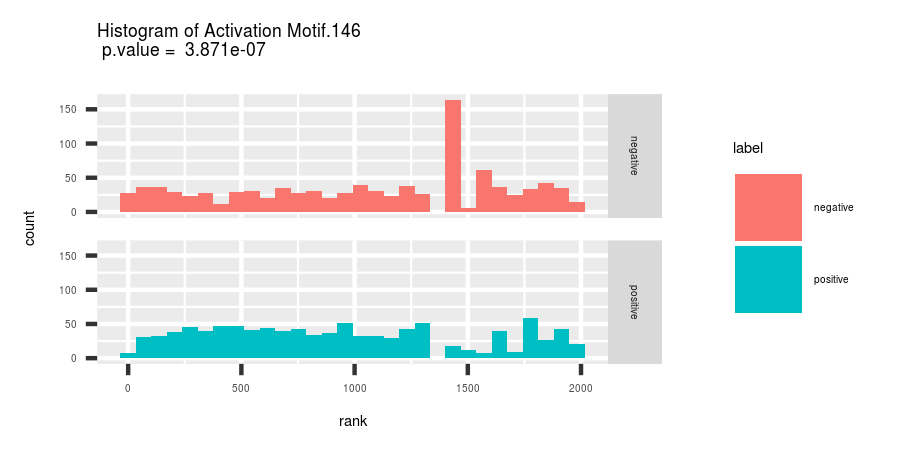 Histogram of Activation Motif.146
p.value = 3.871e-07
count
150
100
50
0
negative
150
100
50
0
positive
0 500 1000 1500 2000
rank
label
negative
positive